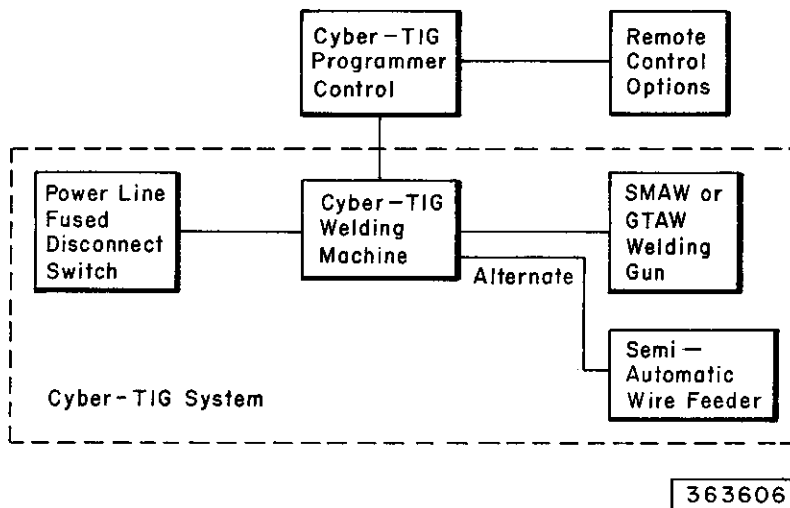 Cyber-TIG
Programmer
Control
Remote
Control
Options
Power Line
Fused
Disconnect
Switch
Cyber-TIG
Welding
Machine
SMAW or
GTAW
Welding
Gun
Alternate
Semi-
Automatic
Wire Feeder
Cyber-TIG System
363606